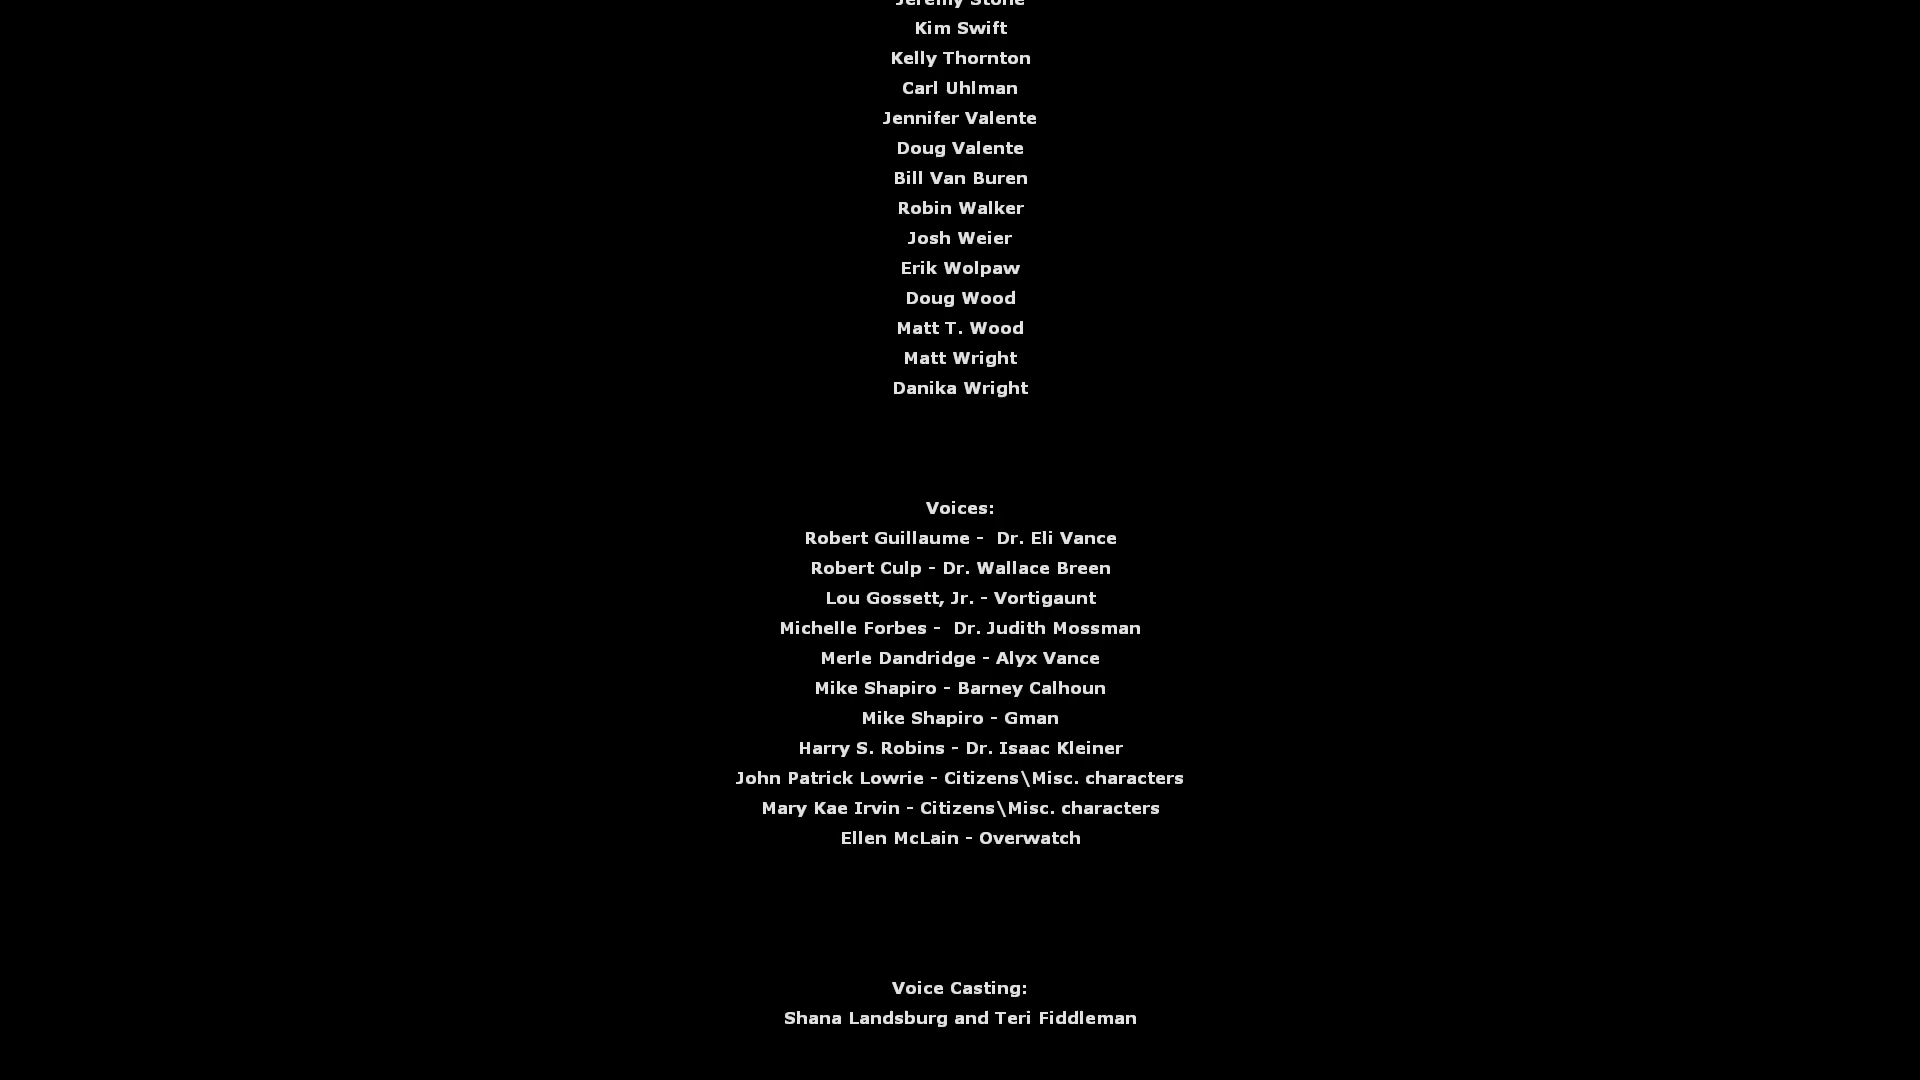 Jeremy Stone
Kim Swift
Kelly Thornton
Carl Uhlman
Jennifer Valente
Doug Valente
Bill Van Buren
Robin Walker
Josh Weier
Erik Wolpaw
Doug Wood
Matt T. Wood
Matt Wright
Danika Wright
Voices:
Robert Guillaume -  Dr. Eli Vance
Robert Culp - Dr. Wallace Breen
Lou Gossett, Jr. - Vortigaunt
Michelle Forbes -  Dr. Judith Mossman
Merle Dandridge - Alyx Vance
Mike Shapiro - Barney Calhoun
Mike Shapiro - Gman
Harry S. Robins - Dr. Isaac Kleiner
John Patrick Lowrie - Citizens\Misc. characters
Mary Kae Irvin - Citizens\Misc. characters
Ellen McLain - Overwatch
Voice Casting:
Shana Landsburg and Teri Fiddleman